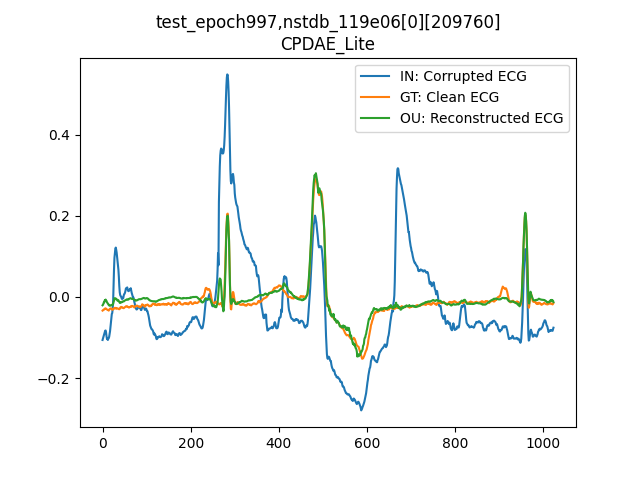 test_epoch997,nstdb_119e06[0][209760]
CPDAE_Lite
IN: Corrupted ECG
GT: Clean ECG
OU: Reconstructed ECG
0.4
0.2
0.0
−0.2
0 200 400 600 800 1000